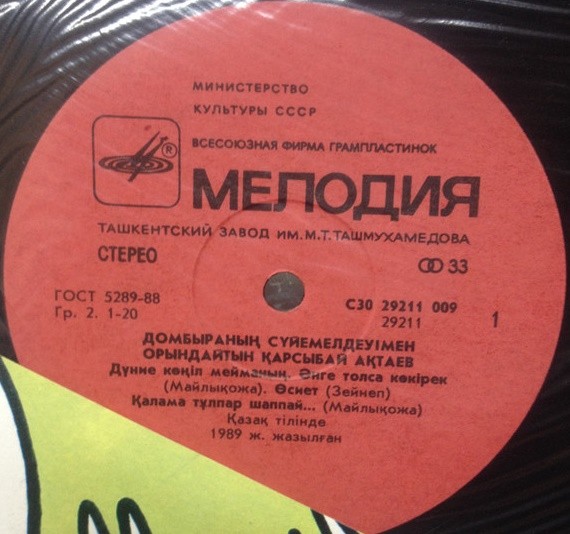 МИНИСТЕРСТВО
КУЛЬТУРЫ СССР
ВСЕСОЮЗНАЯ ФИРМА ГРАМПЛАСТИНОК
®
МЕЛОДИЯ
ТАШКЕНТСКИЙ ЗАВОД ИМ. М.Т.ТАШМУХАМЕДОВА
СТЕРЕО
33
ГОСТ 5289-88
Гр. 2. 1-20
С30 29211 009
29211
1
ДОМБЫРАНЫҢ СҮЙЕМЕЛДЕУІМЕН
ОРЫНДАЙТЫН ҚАРСЫБАЙ АҚТАЕВ
Дүние көңіл мейманың. Әнге толса көкірек
(Майлықожа). Өсиет (Зейнеп)
Қалама тұлпар шаппай... (Майлықожа)
Қазақ тілінде
1989 ж. жазылған